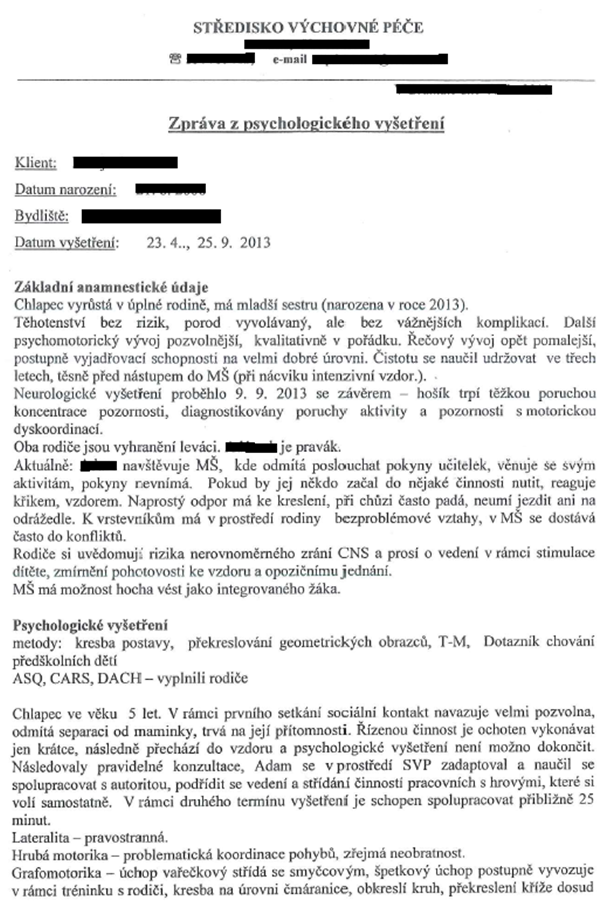 STŘEDISKO VÝCHOVNÉ PÉČE
e-mail
Zpráva z psychologického vyšetření
Klient:
Datum narození:
Bydliště:
Datum vyšetření: 23. 4.., 25. 9. 2013
Základní anamnestické údaje
Chlapec vyrůstá v úplné rodině, má mladší sestru (narozena v roce 2013).
Těhotenství bez rizik, porod vyvolávaný, ale bez vážnějších komplikací. Další
psychomotorický vývoj pozvolnější, kvalitativně v pořádku. Řečový vývoj opět pomalejší,
postupně vyjadřovací schopnosti na velmi dobré úrovni. Čistotu se naučil udržovat ve třech
letech, těsně před nástupem do MŠ (při nácviku intenzivní vzdor.).
Neurologické vyšetření proběhlo 9. 9. 2013 se závěrem – hošík trpí těžkou poruchou
koncentrace pozornosti, diagnostikovány poruchy aktivity a pozornosti s motorickou
dyskoordinací.
Oba rodiče jsou vyhranění leváci. je pravák.
Aktuálně: navštěvuje MŠ, kde odmítá poslouchat pokyny učitelek, věnuje se svým
aktivitám, pokyny nevnímá. Pokud by jej někdo začal do nějaké činnosti nutit, reaguje
křikem, vzdorem. Naprostý odpor má ke kreslení, při chůzi často padá, neumí jezdit ani na
odrážedle. K vrstevníkům má v prostředí rodiny bezproblémové vztahy, v MŠ se dostává
často do konfliktů.
Rodiče si uvědomují rizika nerovnoměrného zrání CNS a prosí o vedení v rámci stimulace
dítěte, zmírnění pohotovosti ke vzdoru a opozičnímu jednání.
MŠ má možnost hocha vést jako integrovaného žáka.
Psychologické vyšetření
metody: kresba postavy, překreslování geometrických obrazců, T-M, Dotazník chování
předškolních dětí
ASQ, CARS, DACH – vyplnili rodiče
Chlapec ve věku 5 let. V rámci prvního setkání sociální kontakt navazuje velmi pozvolna,
odmítá separaci od maminky, trvá na její přítomnosti. Řízenou činnost je ochoten vykonávat
jen krátce, následně přechází do vzdoru a psychologické vyšetření není možno dokončit.
Následovaly pravidelné konzultace, Adam se v prostředí SVP zadaptoval a naučil se
spolupracovat s autoritou, podřídit se vedení a střídání činností pracovních s hrovými, které si
volí samostatně. V rámci druhého termínu vyšetření je schopen spolupracovat přibližně 25
minut.
Lateralita – pravostranná.
Hrubá motorika – problematická koordinace pohybů, zřejmá neobratnost.
Grafomotorika – úchop vařečkový střídá se smyčcovým, špetkový úchop postupně vyvozuje
v rámci tréninku s rodiči, kresba na úrovni čmáranice, obkreslí kruh, překreslení kříže dosud